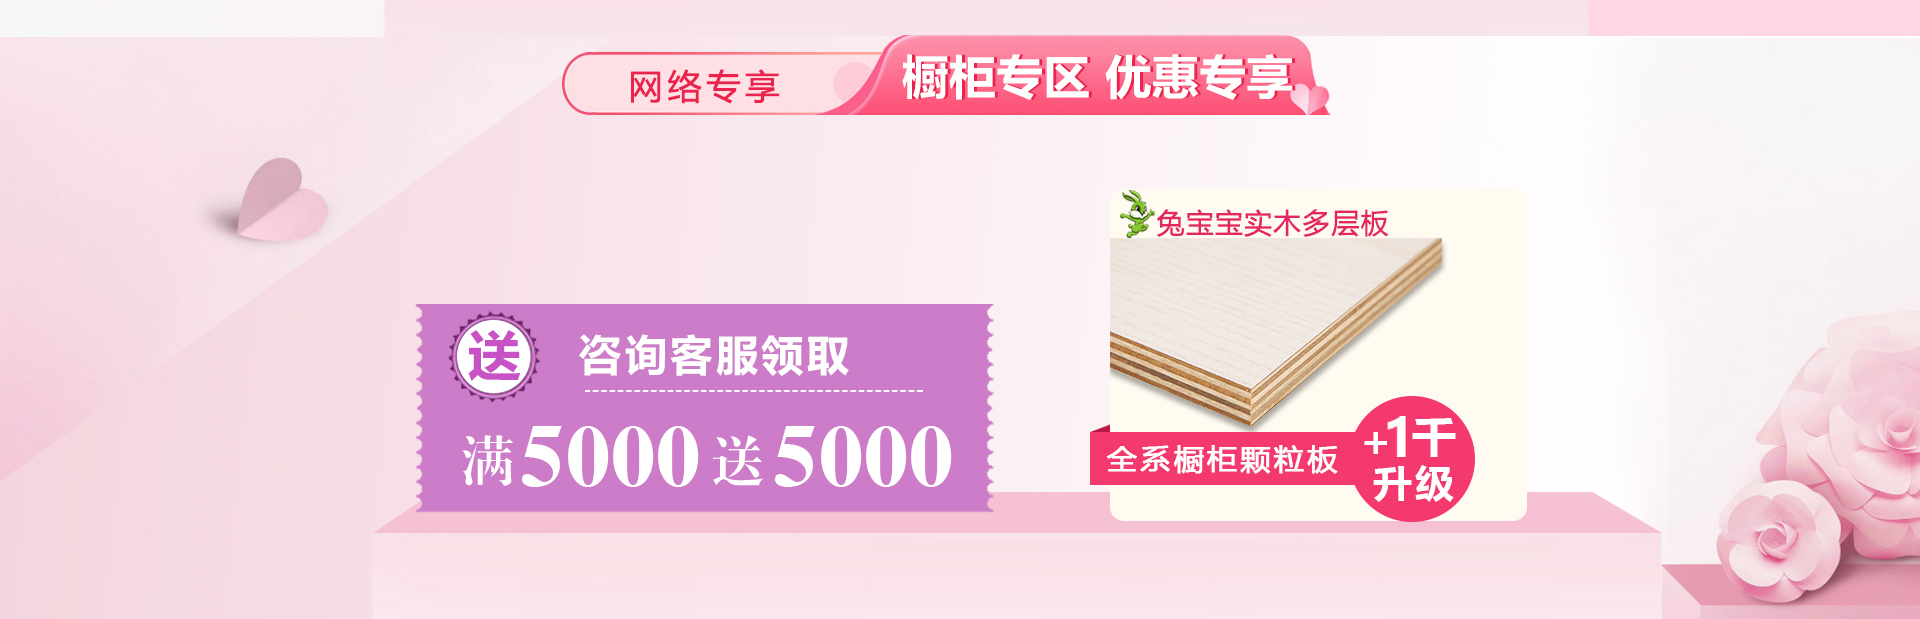 网络专享
橱柜专区 优惠专享
送
咨询客服领取
满5000送5000
兔宝宝实木多层板
全系橱柜颗粒板
+1千
升级